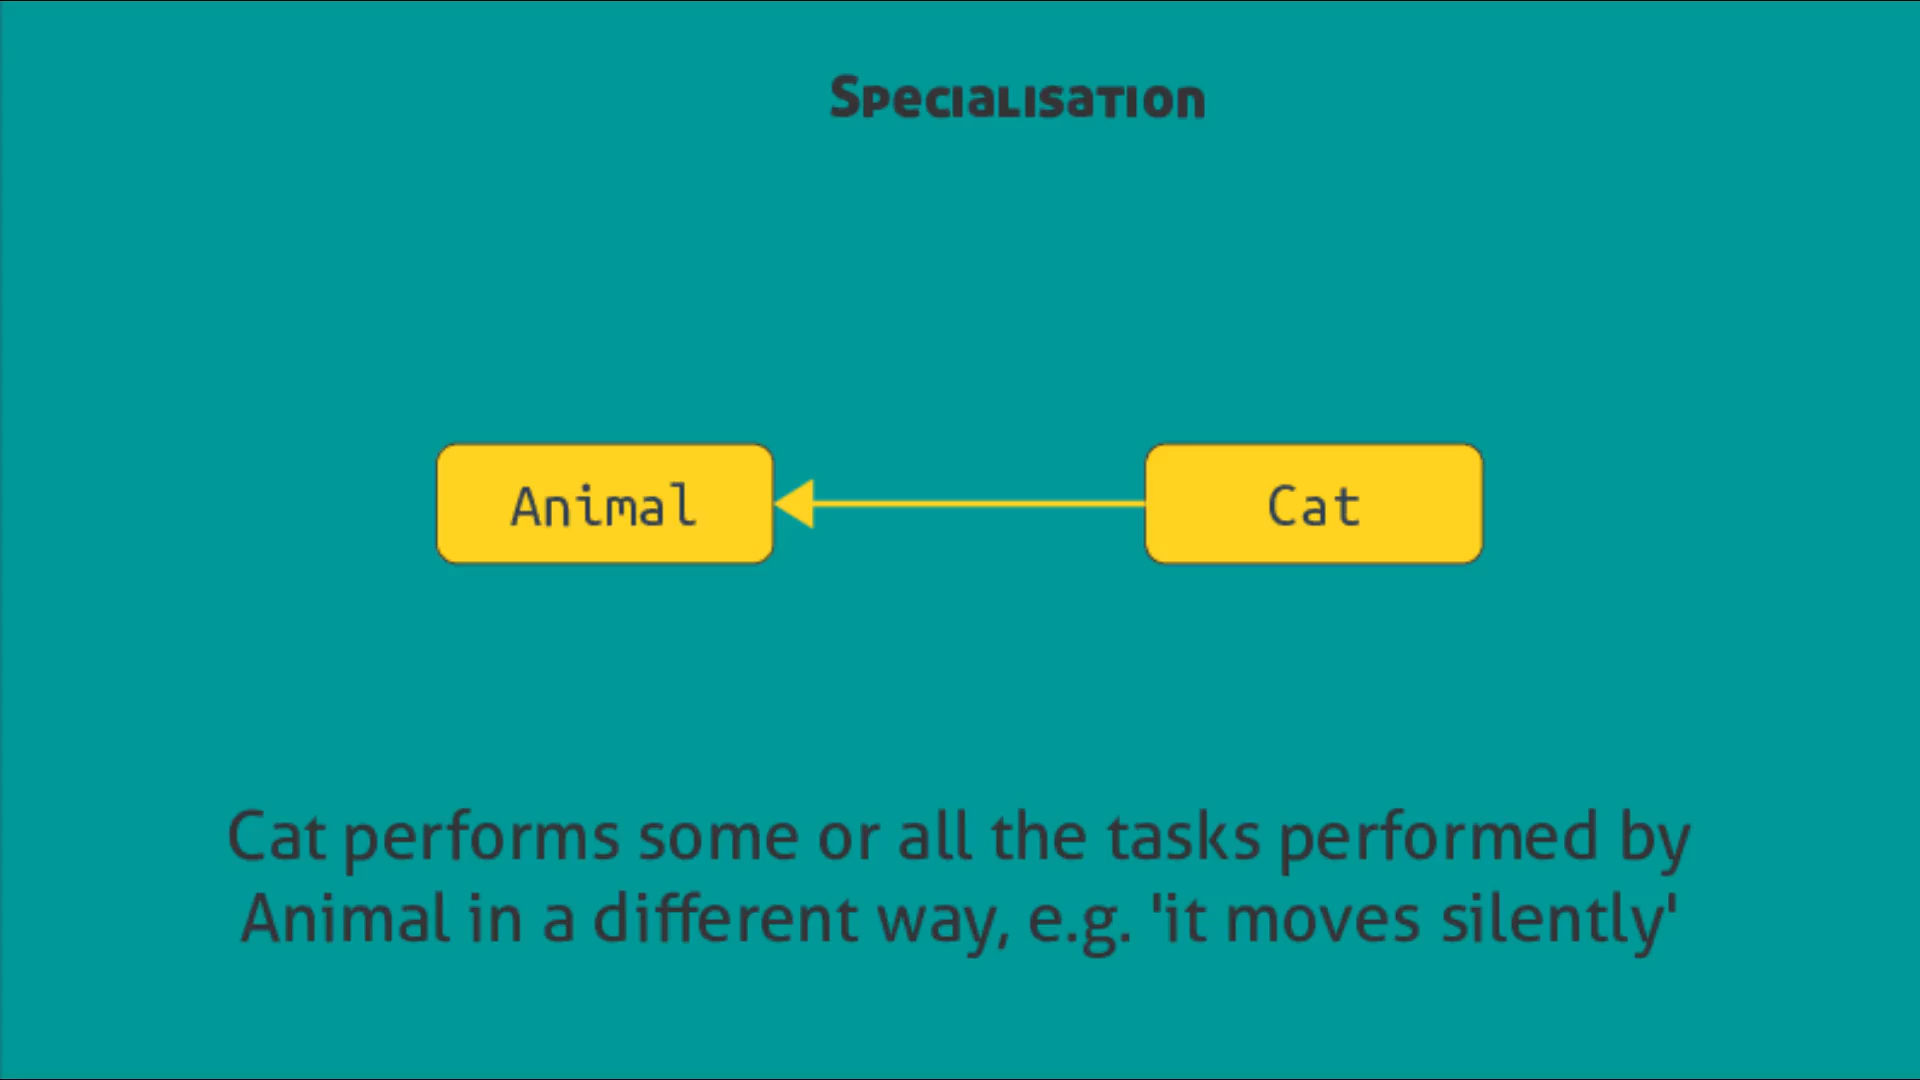 Specialisation
Animal
Cat
Cat performs some or all the tasks performed by
Animal in a different way, e.g. 'it moves silently'